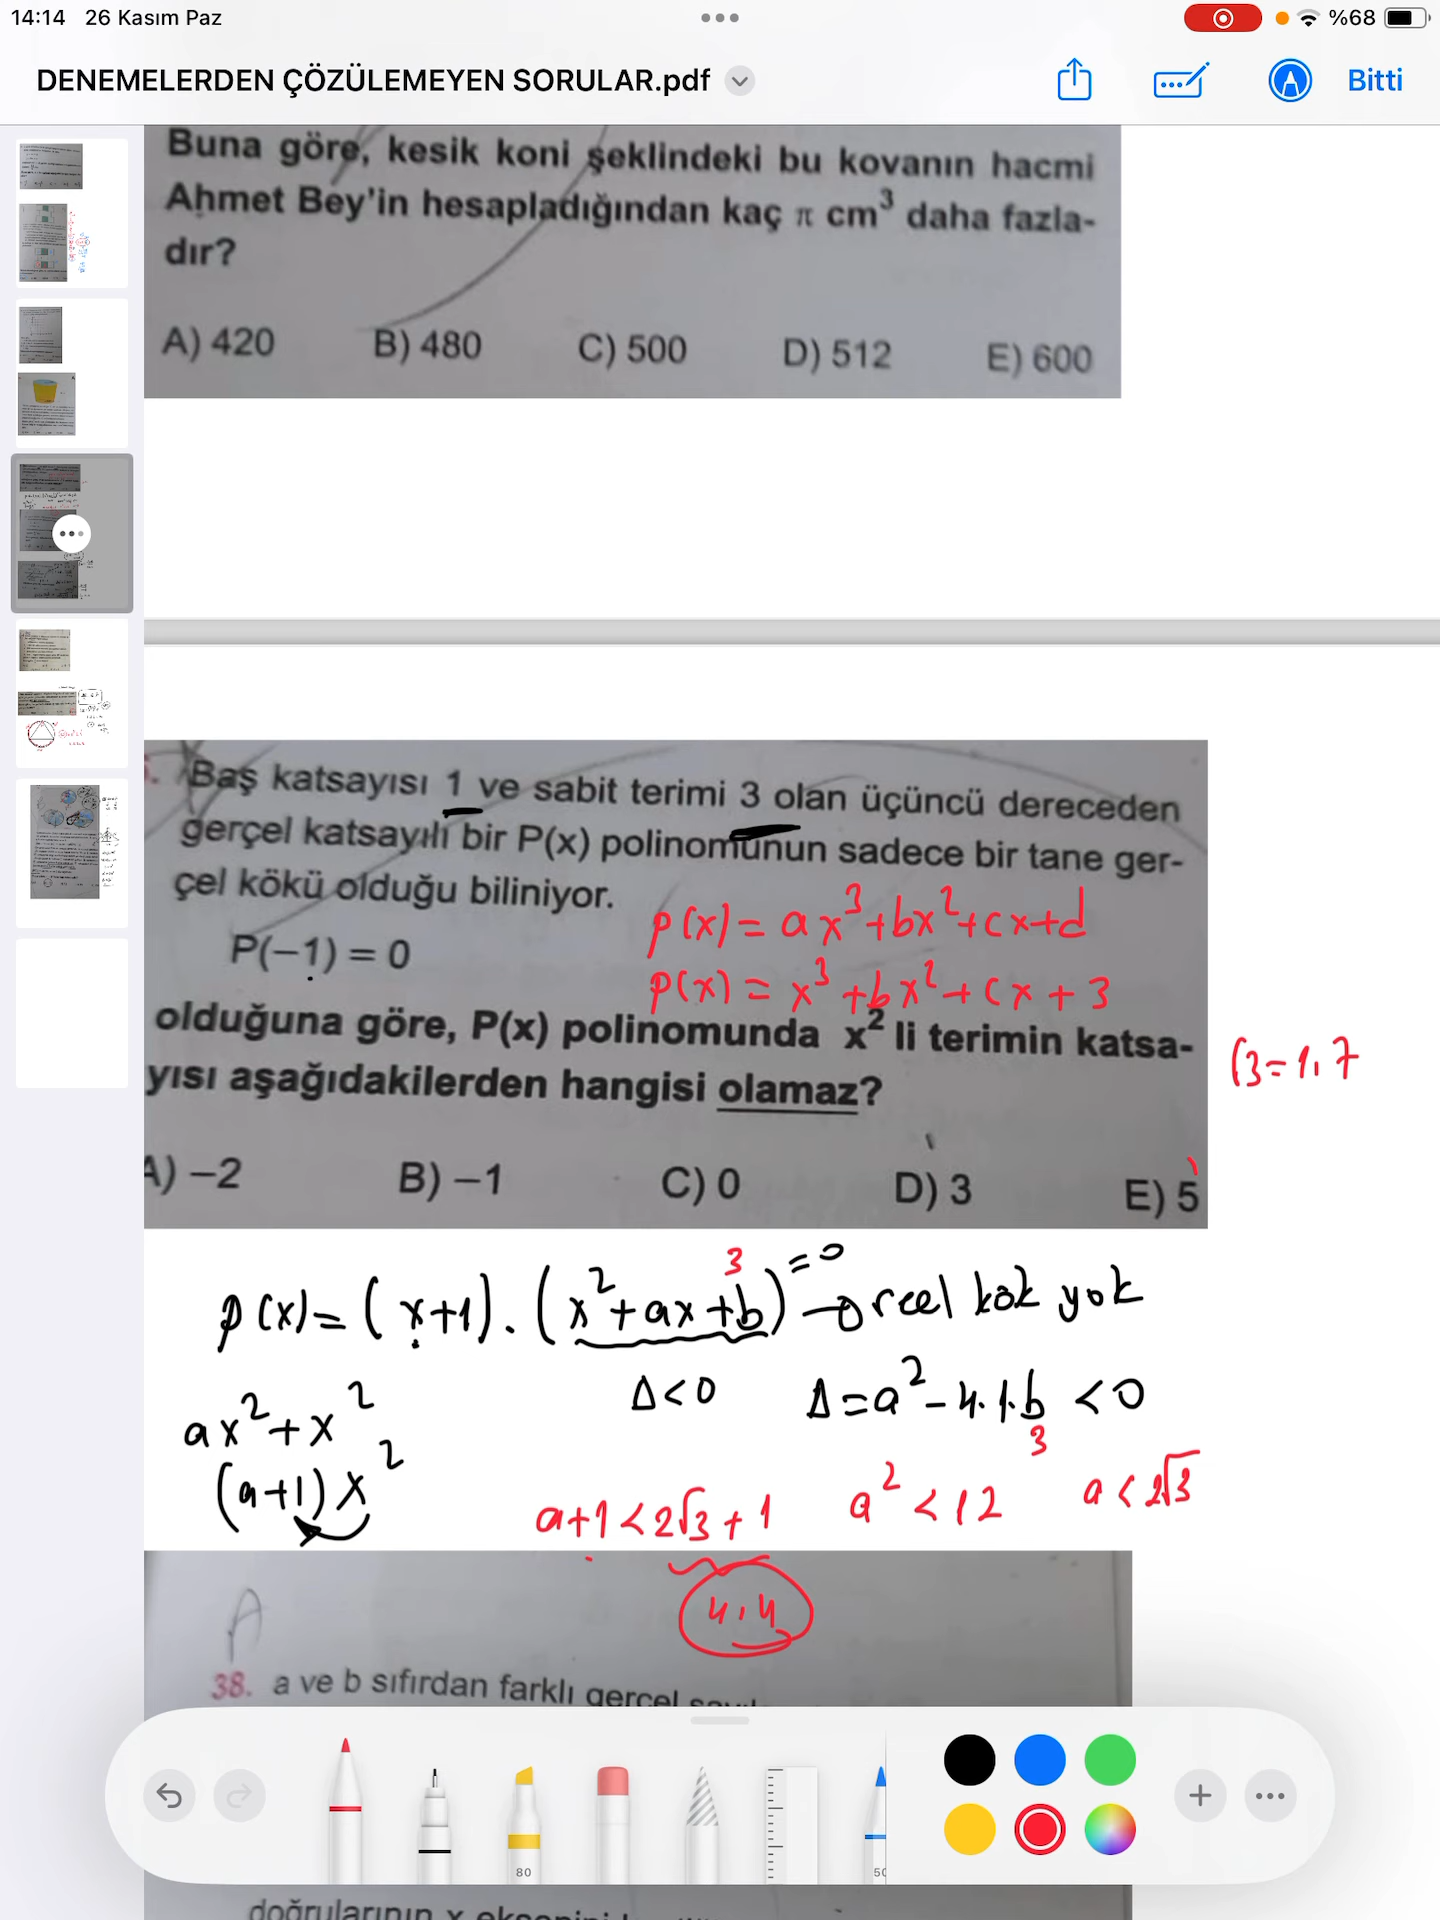 14:14 26 Kasım Paz
%68
DENEMELERDEN ÇÖZÜLEMEYEN SORULAR.pdf
Bitti
Buna göre, kesik koni şeklindeki bu kovanın hacmi
Ahmet Bey'in hesapladığından kaç π cm³ daha fazla-
dır?
A) 420 B) 480 C) 500 D) 512 E) 600
Baş katsayısı 1 ve sabit terimi 3 olan üçüncü dereceden
gerçel katsayılı bir P(x) polinomunun sadece bir tane ger-
çel kökü olduğu biliniyor.
p(x) = ax³+bx²+cx+d
P(−1) = 0
p(x) = x³+bx²+cx+3
olduğuna göre, P(x) polinomunda x² li terimin katsa-
yısı aşağıdakilerden hangisi olamaz?
√3=1,7
A) −2 B) −1 C) 0 D) 3 E) 5
3
p(x)=(x+1).(x²+ax+b)=0 → reel kök yok
Δ<0 Δ=a²-4.1.b <0
3
ax²+x²
(a+1)x²
a+1<2√3+1 a²<12 a<2√3
4,4
A
38. a ve b sıfırdan farklı gerçel
80
50
doğrularının x eksenini